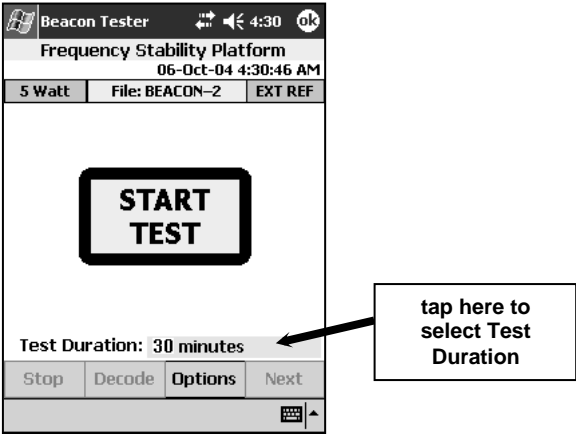 Beacon Tester 4:30 ok
Frequency Stability Platform
06-Oct-04 4:30:46 AM
5 Watt File: BEACON–2 EXT REF
START
TEST
Test Duration: 30 minutes
Stop Decode Options Next
tap here to
select Test
Duration